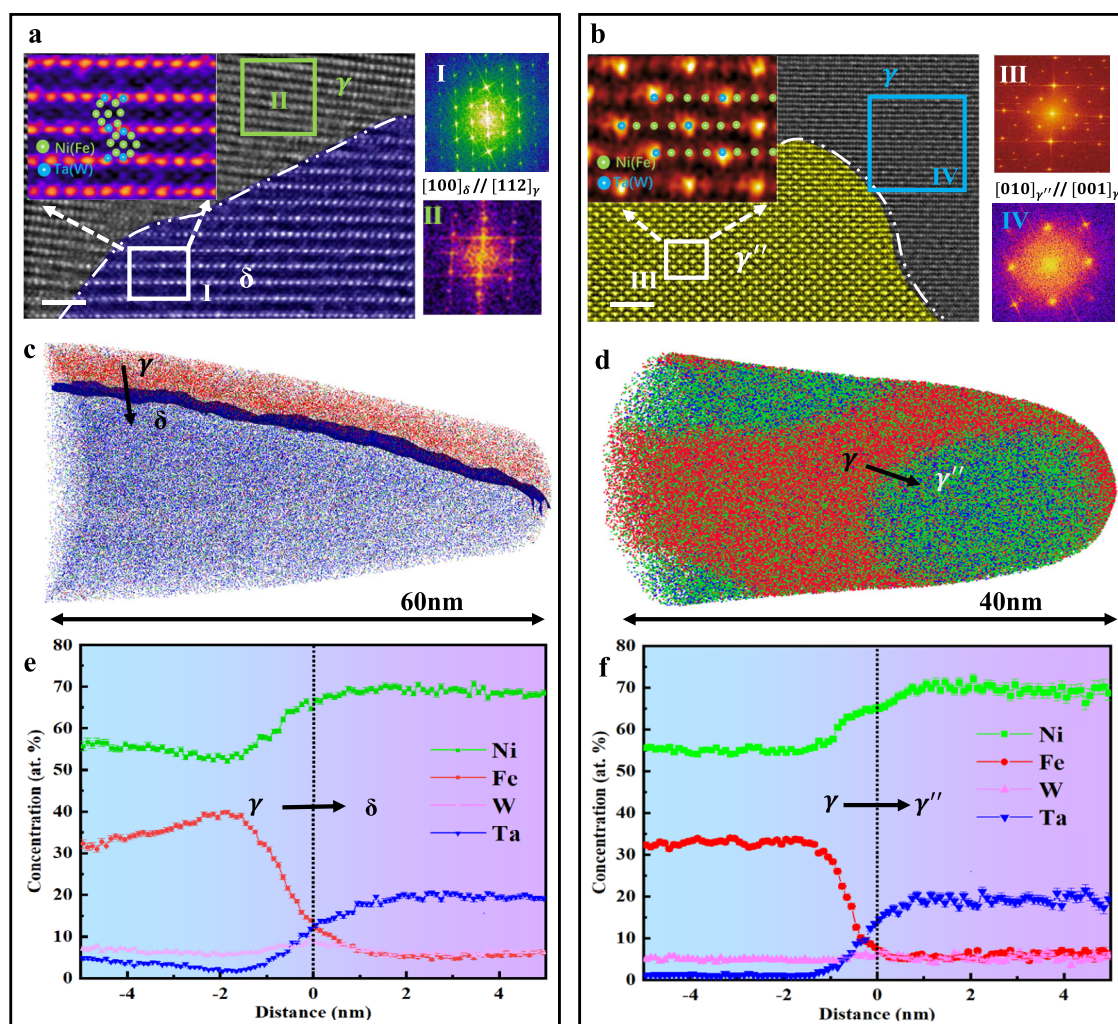 a
II
γ
Ni(Fe)
Ta(W)
I
δ
I
[100]δ // [112]γ
II
b
γ
Ni(Fe)
Ta(W)
IV
III
γ''
III
[010]γ''// [001]γ
IV
c
γ
δ
60nm
d
γ
γ''
40nm
e
80
70
60
50
40
30
20
10
0
Concentration (at. %)
Ni
Fe
W
Ta
γ
δ
-4
-2
0
2
4
Distance (nm)
f
80
70
60
50
40
30
20
10
0
Concentration (at. %)
Ni
Fe
W
Ta
γ
γ''
-4
-2
0
2
4
Distance (nm)